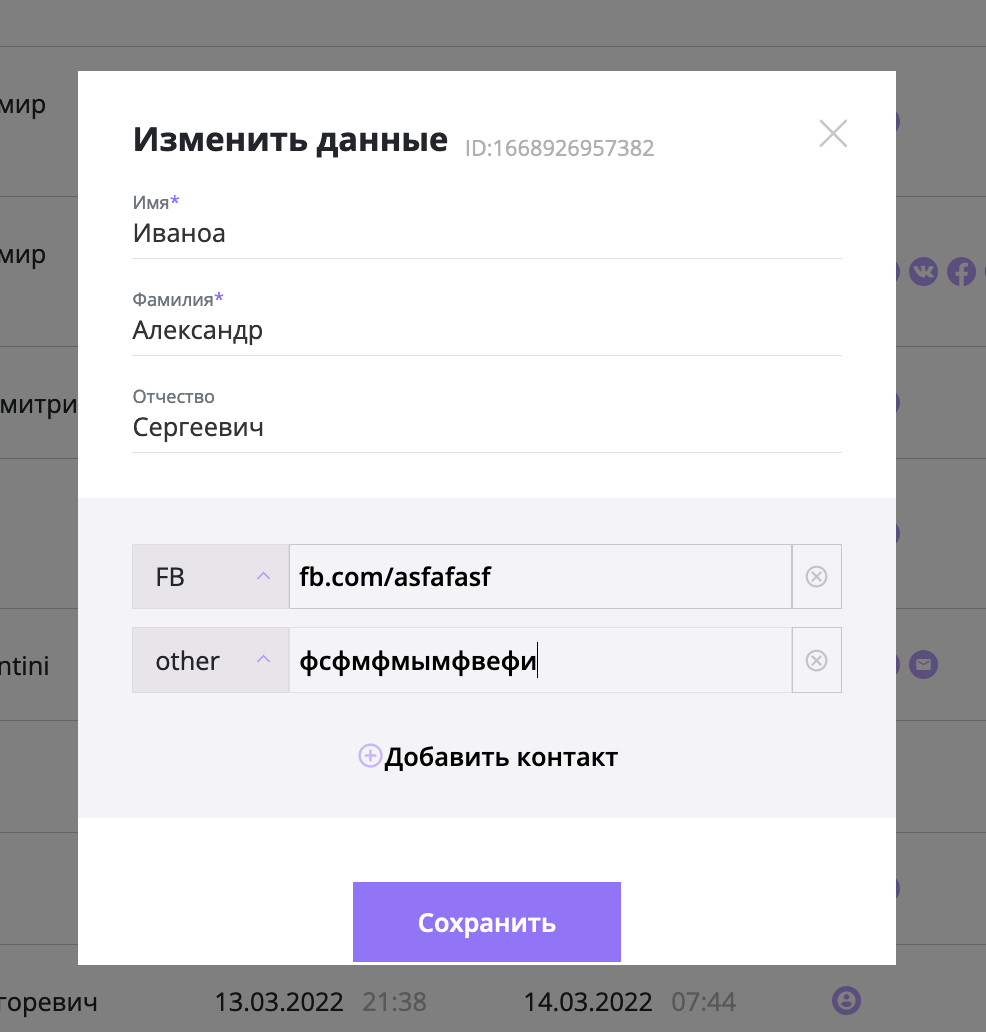 мир
Изменить данные ID:1668926957382
Имя*
Иваноа
мир
Фамилия*
Александр
Отчество
митри
Сергеевич
FB
fb.com/asfafasf
other
фсфмфмымфвефи
ntini
Добавить контакт
Сохранить
горевич 13.03.2022 21:38 14.03.2022 07:44